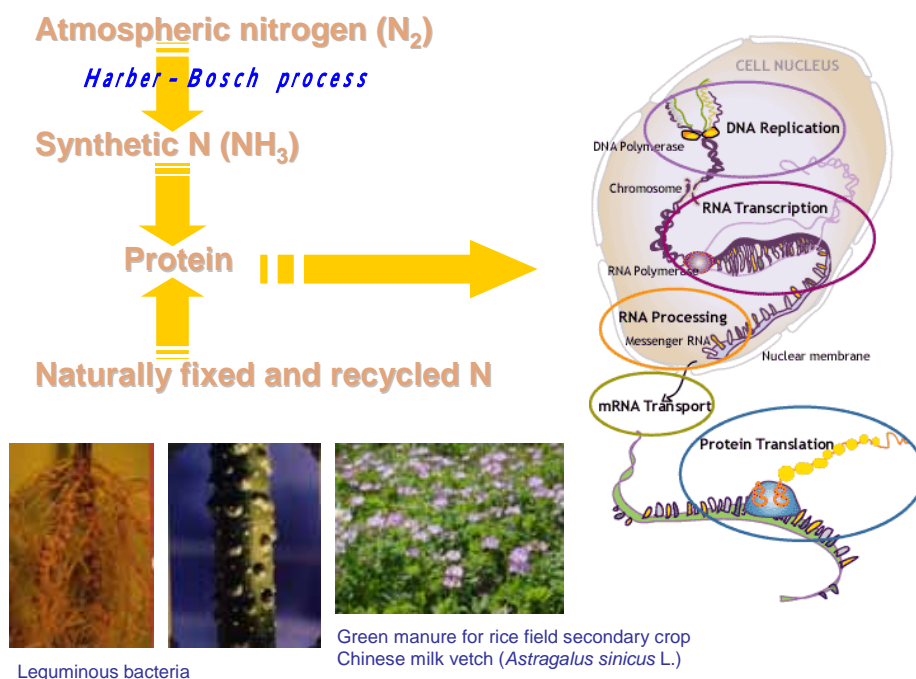 Atmospheric nitrogen (N₂)
Harber – Bosch process
Synthetic N (NH₃)
Protein
Naturally fixed and recycled N
CELL NUCLEUS
DNA Replication
DNA Polymerase
Chromosome
RNA Transcription
RNA Polymerase
RNA Processing
Messenger RNA
Nuclear membrane
mRNA Transport
Protein Translation
Green manure for rice field secondary crop
Chinese milk vetch (Astragalus sinicus L.)
Leguminous bacteria